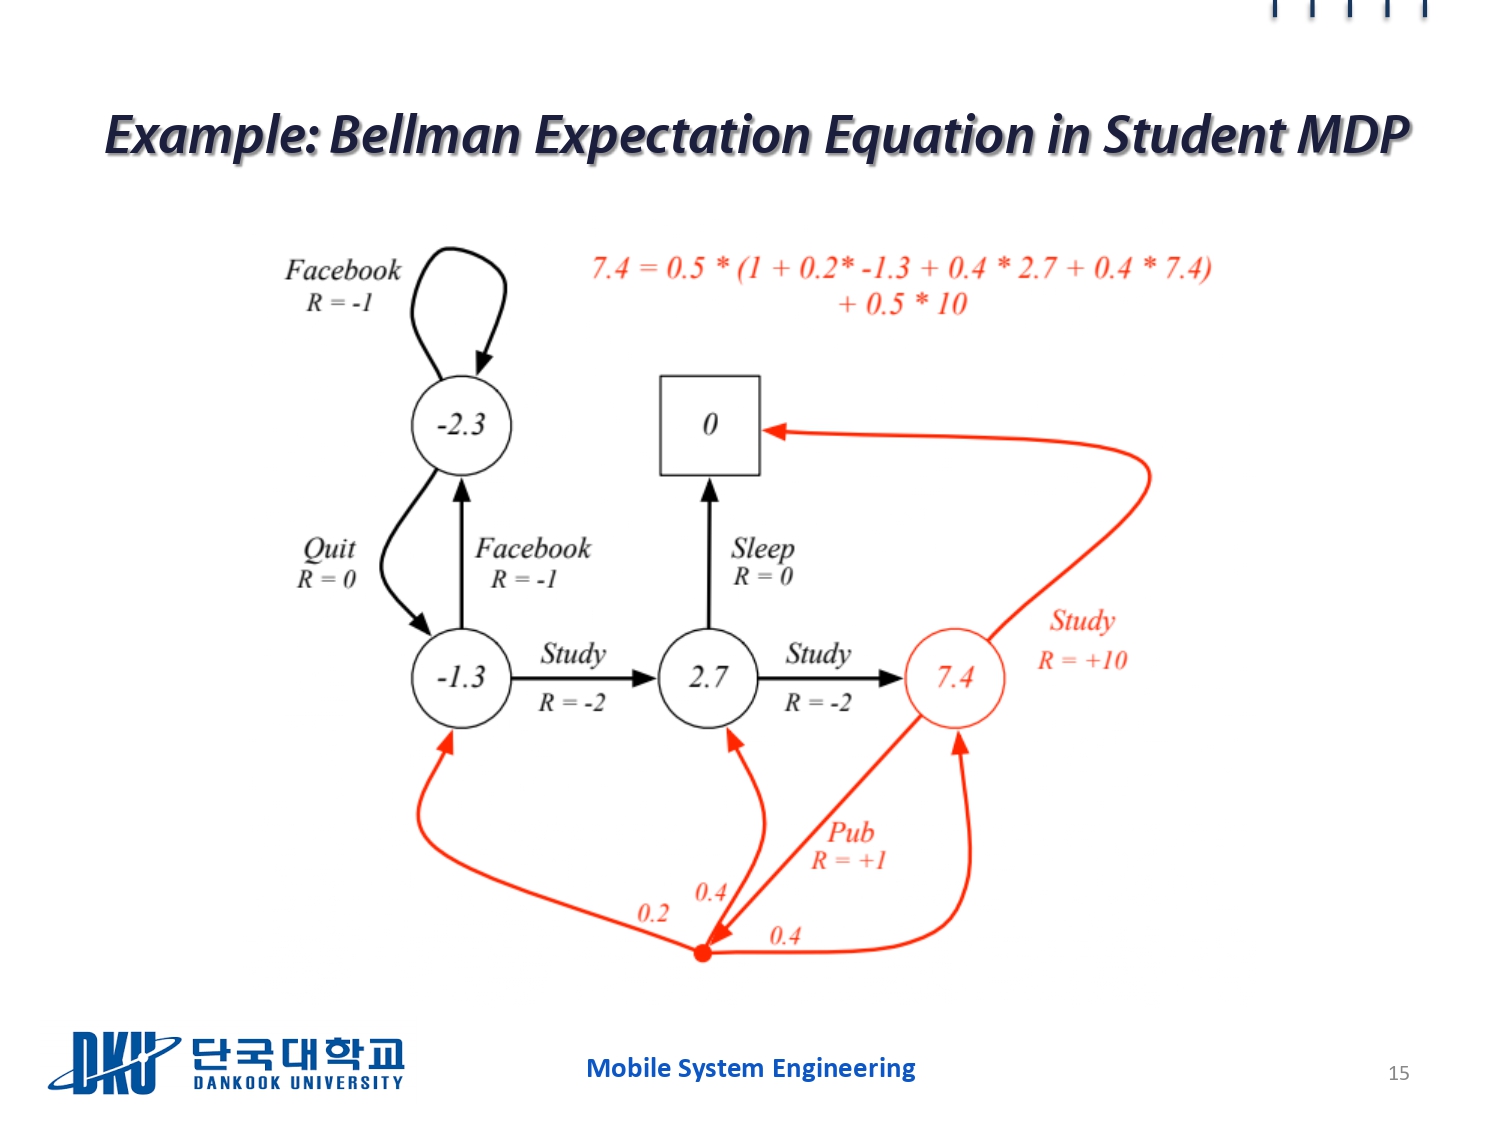 Example: Bellman Expectation Equation in Student MDP
Facebook
R = -1
7.4 = 0.5 * (1 + 0.2* -1.3 + 0.4 * 2.7 + 0.4 * 7.4)
+ 0.5 * 10
-2.3
0
Quit
R = 0
Facebook
R = -1
Sleep
R = 0
Study
R = +10
-1.3
Study
R = -2
2.7
Study
R = -2
7.4
Pub
R = +1
0.2
0.4
0.4
DKU
단국대학교
DANKOOK UNIVERSITY
Mobile System Engineering
15